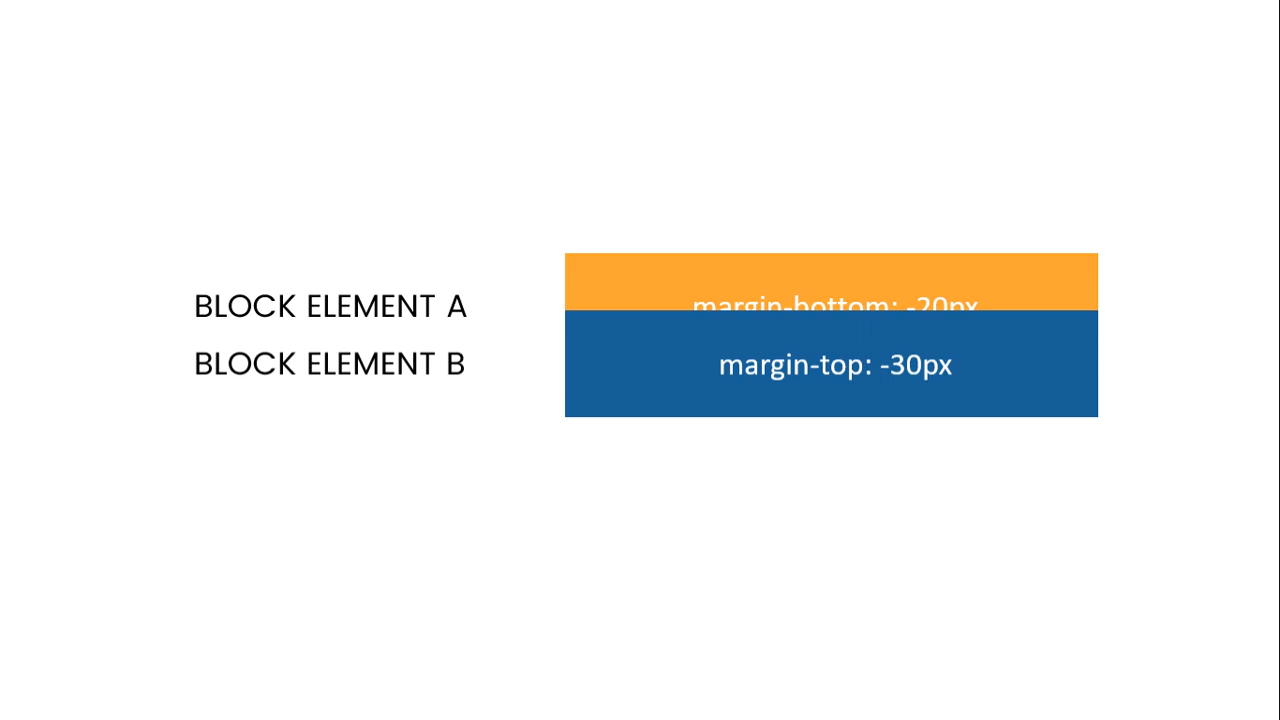 BLOCK ELEMENT A
margin-bottom: -20px
BLOCK ELEMENT B
margin-top: -30px